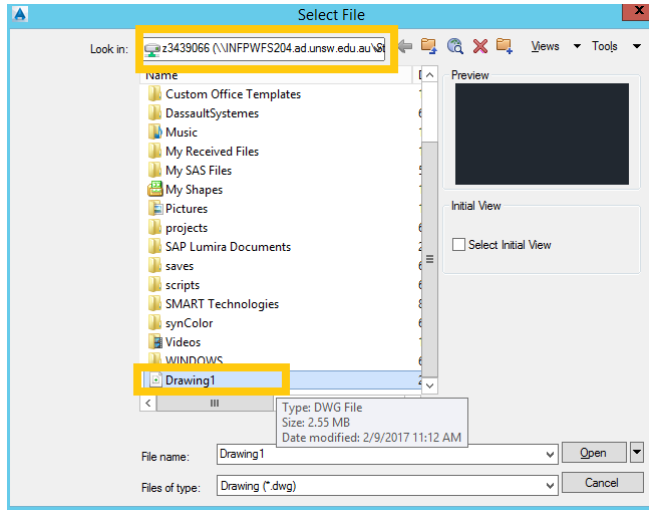 Select File
x
Look in: z3439066 (\\INFPWFS204.ad.unsw.edu.au\St Views Tools
Name Preview
Custom Office Templates
DassaultSystemes
Music
My Received Files
My SAS Files
My Shapes
Pictures Initial View
projects
SAP Lumira Documents Select Initial View
saves
scripts
SMART Technologies
synColor
Videos
WINDOWS
Drawing1
Type: DWG File
Size: 2.55 MB
Date modified: 2/9/2017 11:12 AM
File name: Drawing1 Open
Files of type: Drawing (*.dwg) Cancel